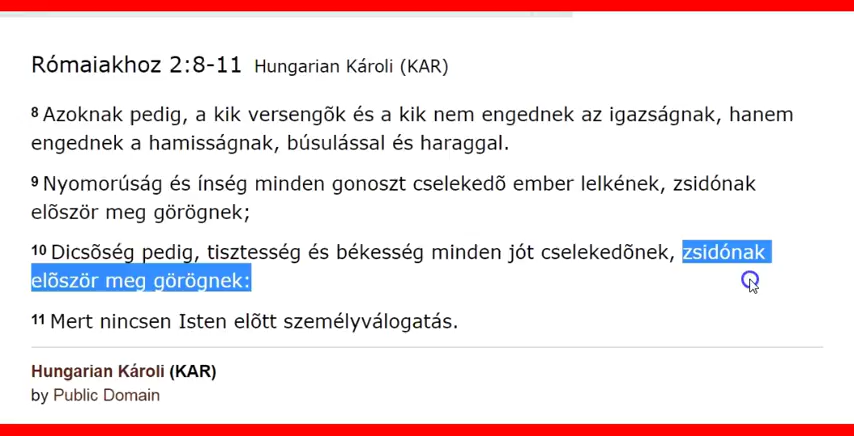 Rómaiakhoz 2:8-11 Hungarian Károli (KAR)
8 Azoknak pedig, a kik versengõk és a kik nem engednek az igazságnak, hanem
engednek a hamisságnak, búsulással és haraggal.
9 Nyomorúság és ínség minden gonoszt cselekedõ ember lelkének, zsidónak
elõször meg görögnek;
10 Dicsõség pedig, tisztesség és békesség minden jót cselekedõnek, zsidónak
elõször meg görögnek:
11 Mert nincsen Isten elõtt személyválogatás.
Hungarian Károli (KAR)
by Public Domain